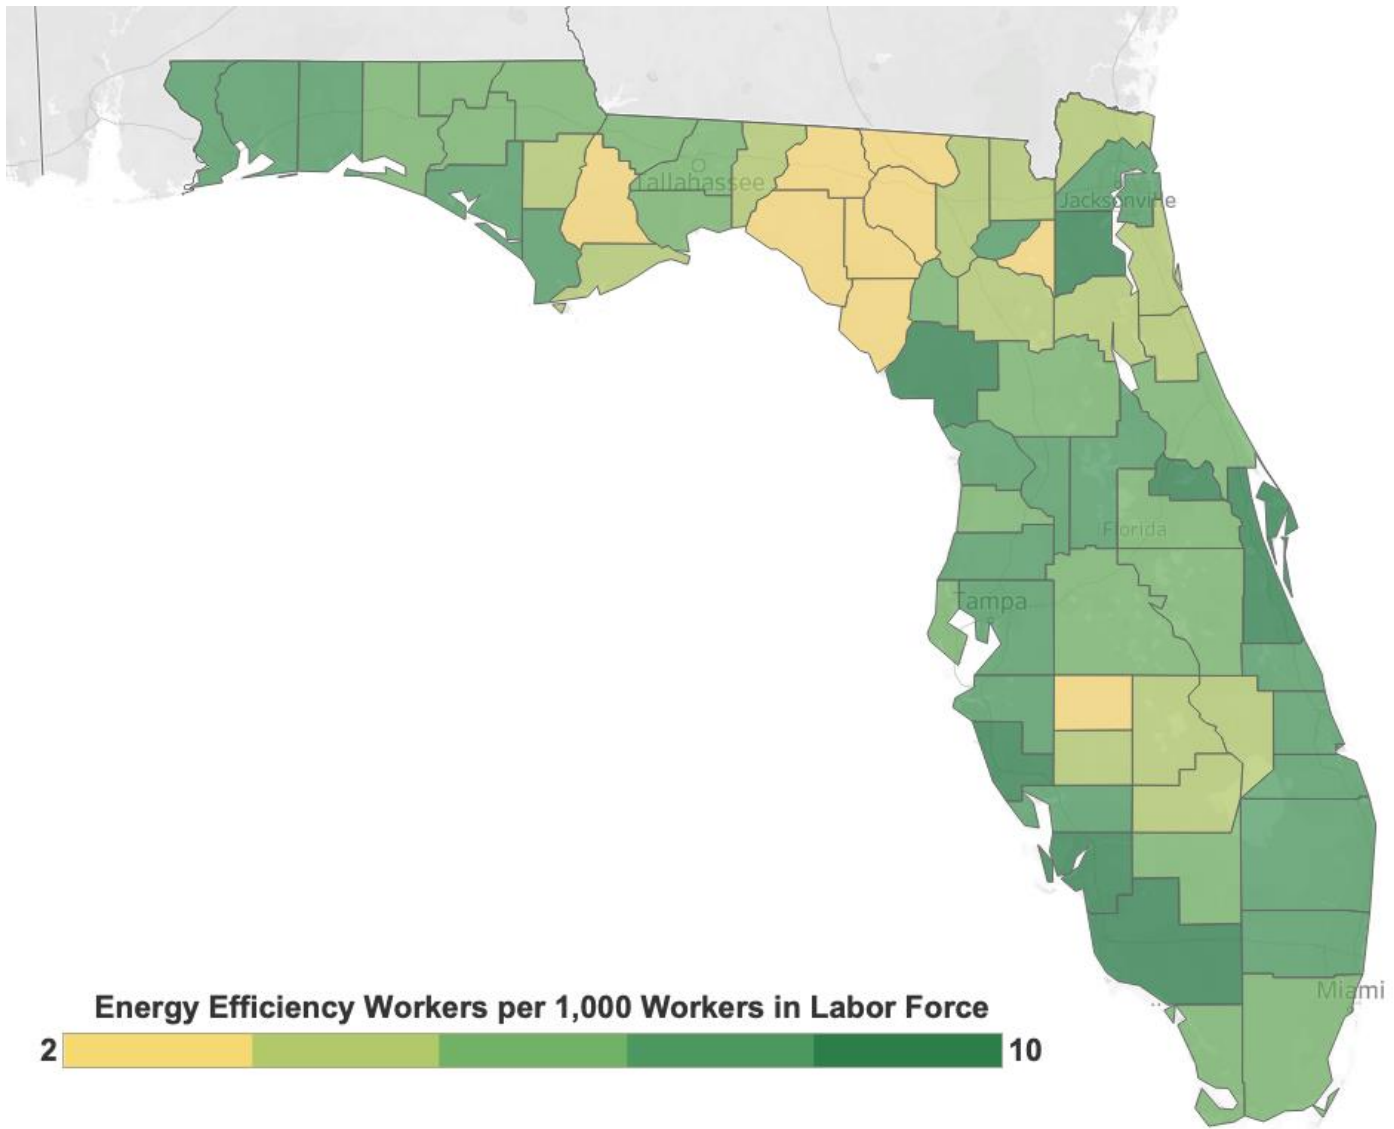 Tallahassee
Jacksonville
Florida
Tampa
Miami
Energy Efficiency Workers per 1,000 Workers in Labor Force
2 10